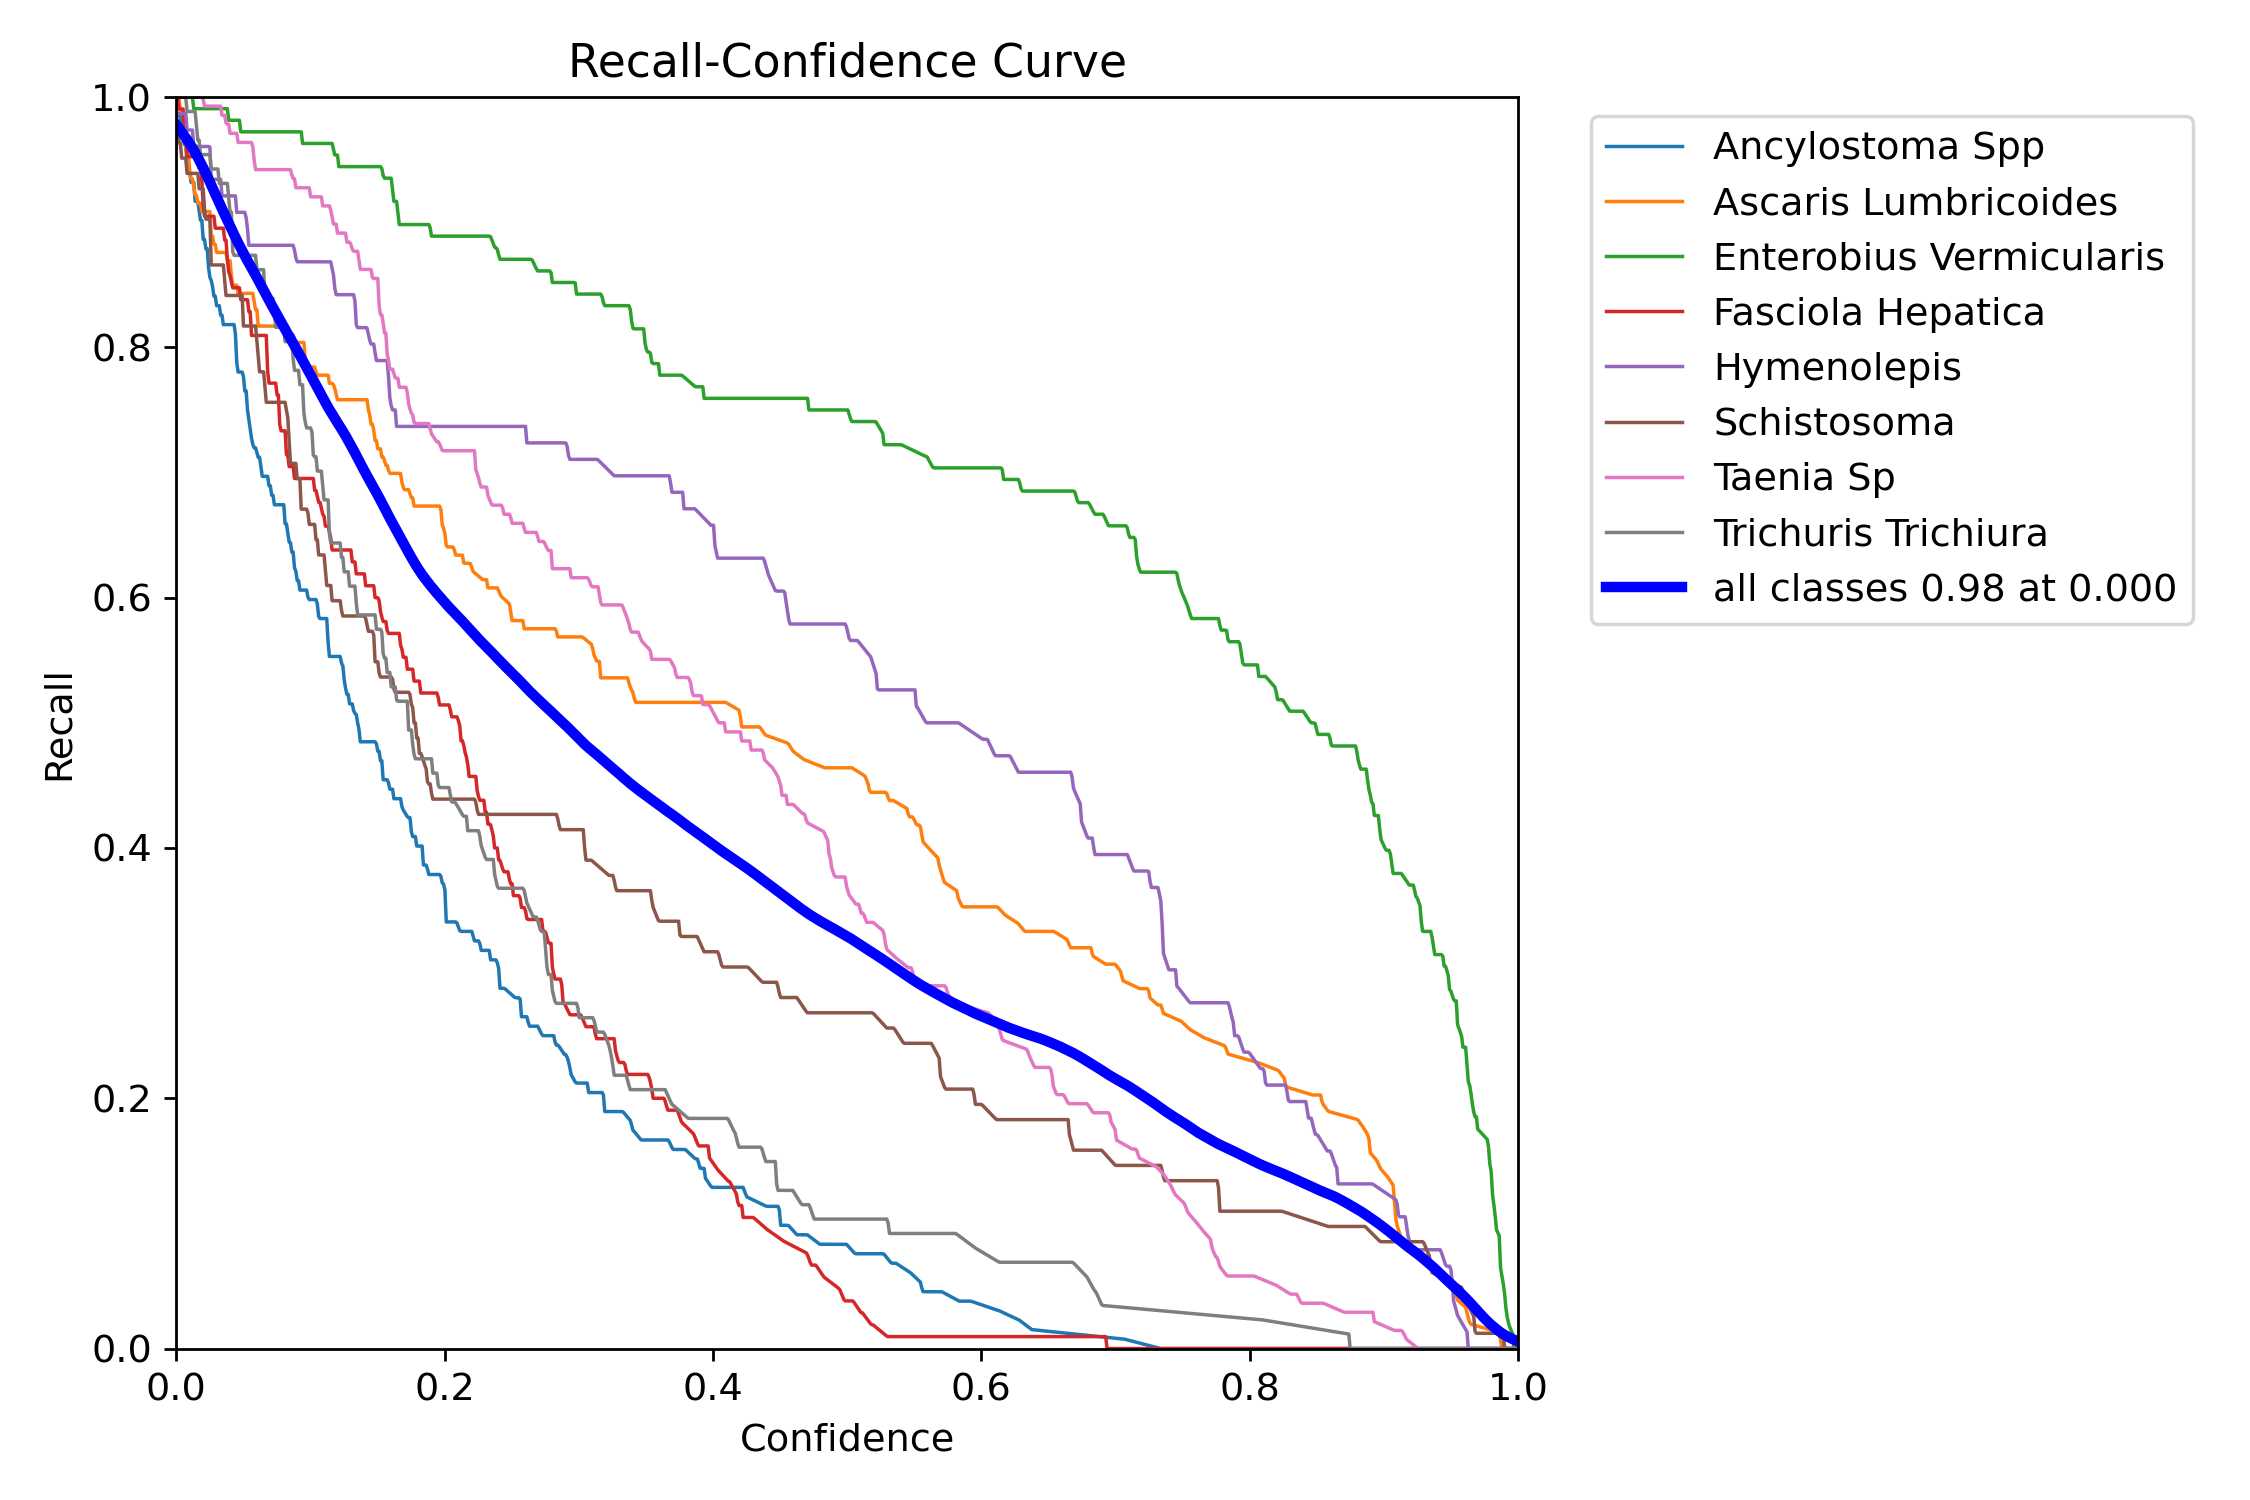 Recall-Confidence Curve
1.0
0.8
0.6
0.4
0.2
0.0
Recall
0.0 0.2 0.4 0.6 0.8 1.0
Confidence
Ancylostoma Spp
Ascaris Lumbricoides
Enterobius Vermicularis
Fasciola Hepatica
Hymenolepis
Schistosoma
Taenia Sp
Trichuris Trichiura
all classes 0.98 at 0.000